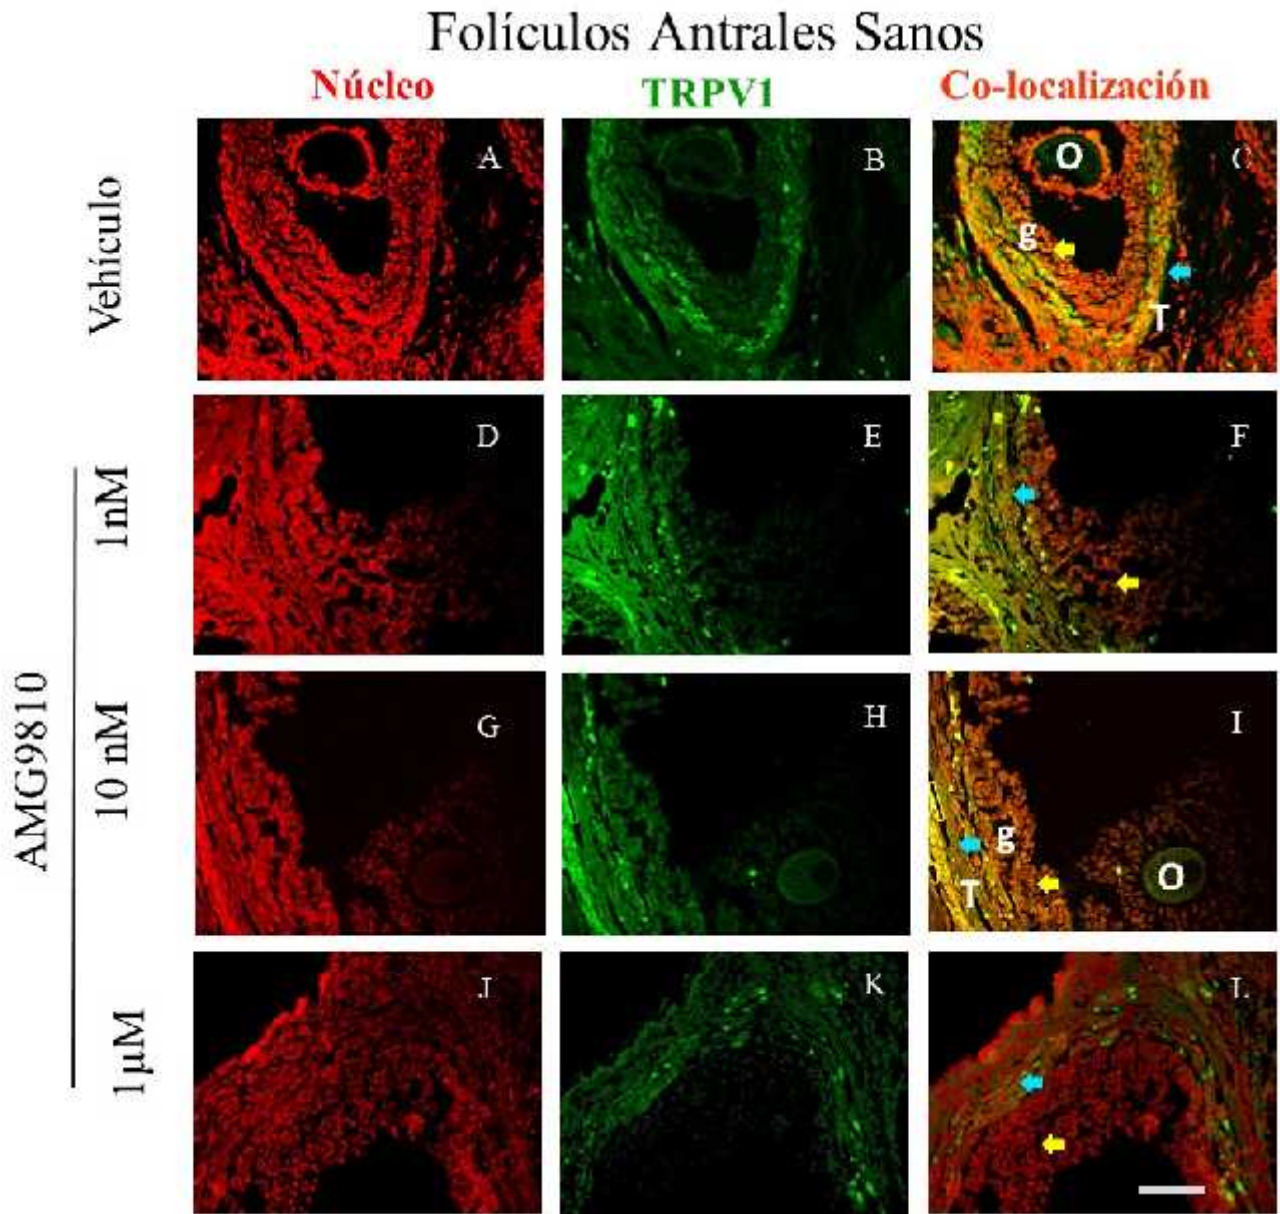 Folículos Antrales Sanos
Núcleo
TRPV1
Co-localización
Vehículo
A
B
C
O
g
T
AMG9810
1nM
D
E
F
10 nM
G
H
I
g
T
O
1µM
J
K
L